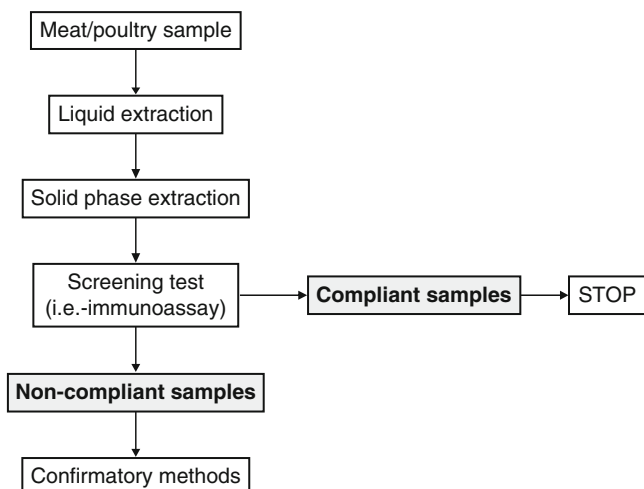 Meat/poultry sample
Liquid extraction
Solid phase extraction
Screening test
(i.e.-immunoassay)
Compliant samples
STOP
Non-compliant samples
Confirmatory methods